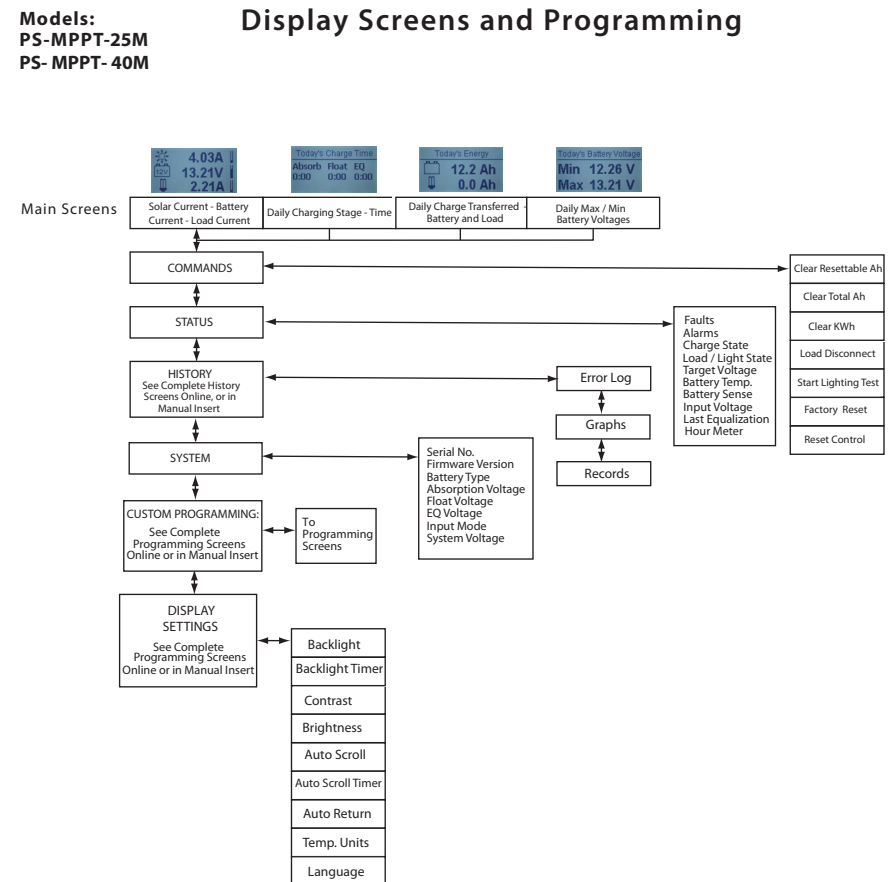 Models:
PS-MPPT-25M
PS- MPPT- 40M
Display Screens and Programming
4.03A
12V 13.21V
2.21A
Today's Charge Time
Absorb Float EQ
0:00 0:00 0:00
Today's Energy
12.2 Ah
0.0 Ah
Today's Battery Voltage
Min 12.26 V
Max 13.21 V
Main Screens
Solar Current - Battery
Current - Load Current
Daily Charging Stage - Time
Daily Charge Transferred -
Battery and Load
Daily Max / Min
Battery Voltages
COMMANDS
Clear Resettable Ah
Clear Total Ah
Clear KWh
Load Disconnect
Start Lighting Test
Factory Reset
Reset Control
STATUS
Faults
Alarms
Charge State
Load / Light State
Target Voltage
Battery Temp.
Battery Sense
Input Voltage
Last Equalization
Hour Meter
HISTORY
See Complete History
Screens Online, or in
Manual Insert
Error Log
Graphs
Records
SYSTEM
Serial No.
Firmware Version
Battery Type
Absorption Voltage
Float Voltage
EQ Voltage
Input Mode
System Voltage
CUSTOM PROGRAMMING:
See Complete
Programming Screens
Online or in Manual Insert
To
Programming
Screens
DISPLAY
SETTINGS
See Complete
Programming Screens
Online or in Manual Insert
Backlight
Backlight Timer
Contrast
Brightness
Auto Scroll
Auto Scroll Timer
Auto Return
Temp. Units
Language